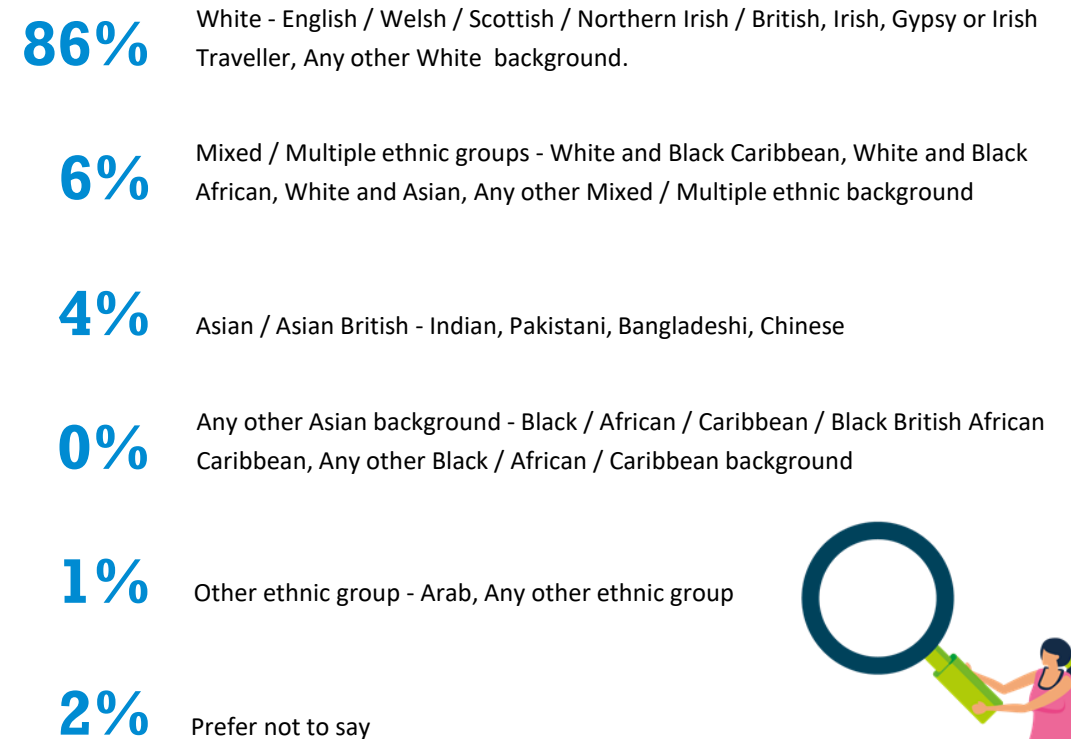 86%
White - English / Welsh / Scottish / Northern Irish / British, Irish, Gypsy or Irish
Traveller, Any other White background.
6%
Mixed / Multiple ethnic groups - White and Black Caribbean, White and Black
African, White and Asian, Any other Mixed / Multiple ethnic background
4%
Asian / Asian British - Indian, Pakistani, Bangladeshi, Chinese
0%
Any other Asian background - Black / African / Caribbean / Black British African
Caribbean, Any other Black / African / Caribbean background
1%
Other ethnic group - Arab, Any other ethnic group
2%
Prefer not to say